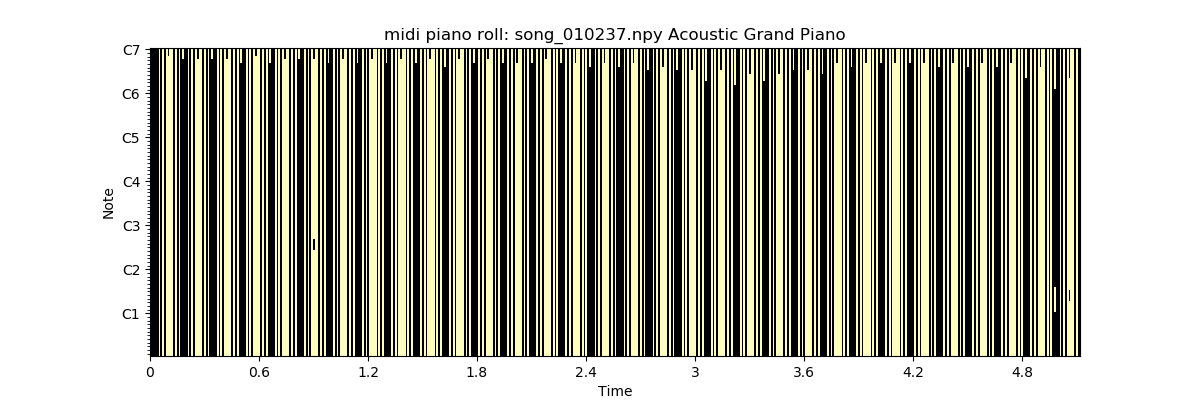 midi piano roll: song_010237.npy Acoustic Grand Piano
C7
C6
C5
C4
C3
C2
C1
Note
0 0.6 1.2 1.8 2.4 3 3.6 4.2 4.8
Time